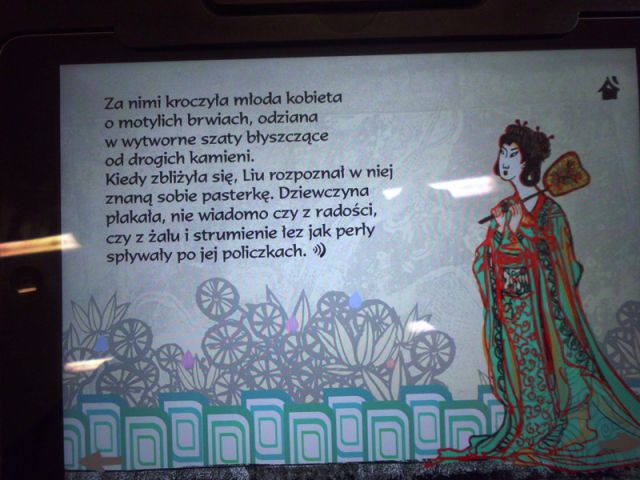 Za nimi kroczyła młoda kobieta
o motylich brwiach, odziana
w wytworne szaty błyszczące
od drogich kamieni.
Kiedy zbliżyła się, Liu rozpoznał w niej
znaną sobie pasterkę. Dziewczyna
płakała, nie wiadomo czy z radości,
czy z żalu i strumienie łez jak perły
spływały po jej policzkach.